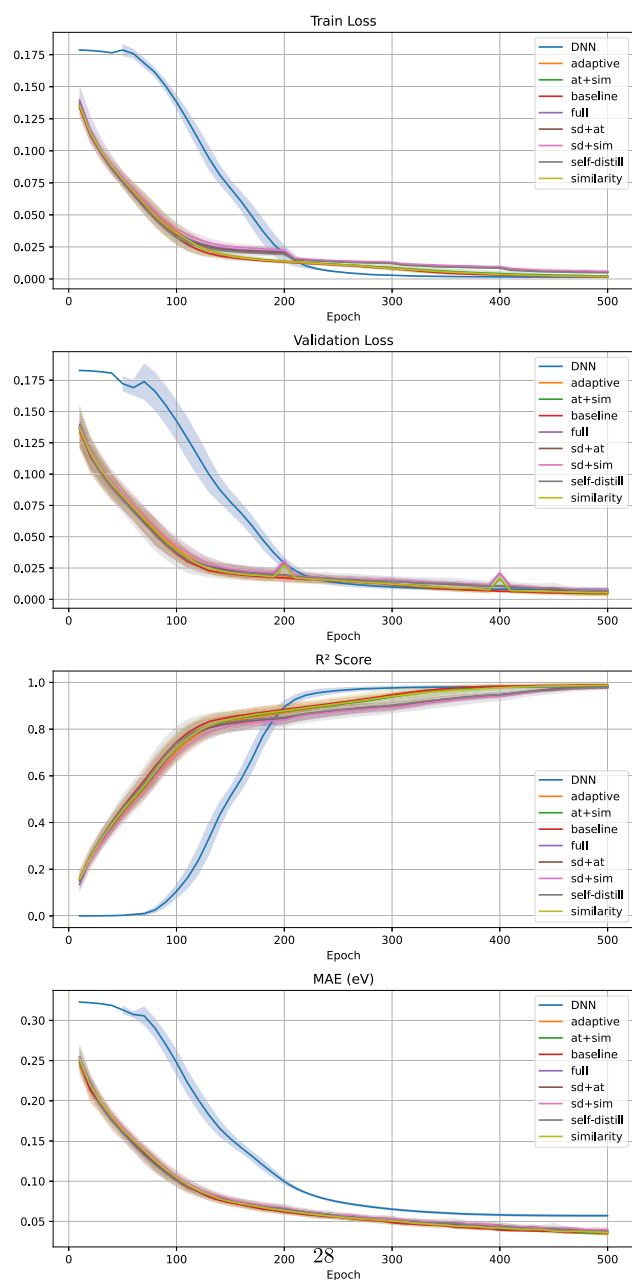 Train Loss
0.175
0.150
0.125
0.100
0.075
0.050
0.025
0.000
DNN
adaptive
at+sim
baseline
full
sd+at
sd+sim
self-distill
similarity
0 100 200 300 400 500
Epoch
Validation Loss
0.175
0.150
0.125
0.100
0.075
0.050
0.025
0.000
DNN
adaptive
at+sim
baseline
full
sd+at
sd+sim
self-distill
similarity
0 100 200 300 400 500
Epoch
R² Score
1.0
0.8
0.6
0.4
0.2
0.0
DNN
adaptive
at+sim
baseline
full
sd+at
sd+sim
self-distill
similarity
0 100 200 300 400 500
Epoch
MAE (eV)
0.30
0.25
0.20
0.15
0.10
0.05
DNN
adaptive
at+sim
baseline
full
sd+at
sd+sim
self-distill
similarity
0 100 200 300 400 500
28
Epoch